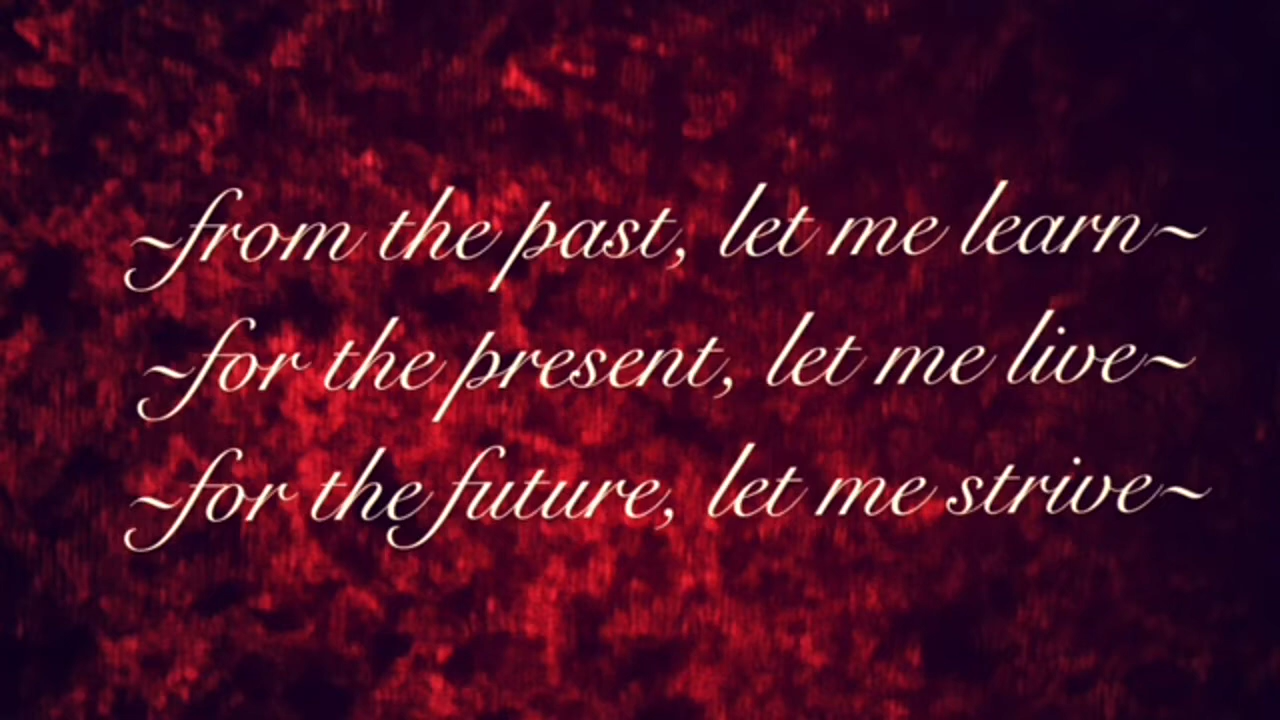 ~from the past, let me learn~
~for the present, let me live~
~for the future, let me strive~